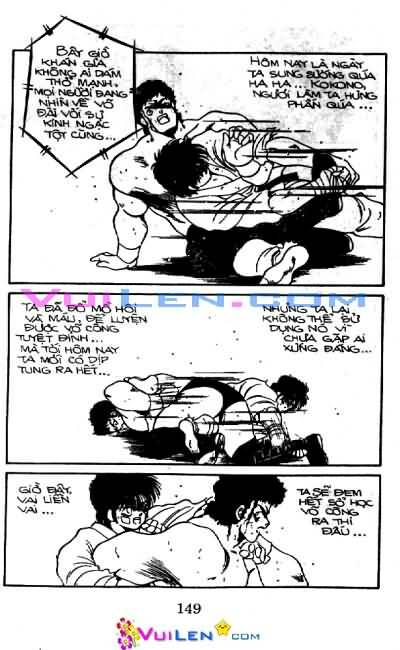 BÂY GIỜ
KHÁN GIẢ
KHÔNG AI DÁM
THỞ MẠNH,
MỌI NGƯỜI ĐANG
NHÌN VỀ VÕ
ĐÀI VỚI SỰ
KINH NGẠC
TỘT CÙNG...
HÔM NAY LÀ NGÀY
TA SUNG SƯỚNG QUÁ
HA HA... KOKONO,
NGƯƠI LÀM TA HƯNG
PHẤN QUÁ...
VuiLen.com
TA ĐÃ ĐỔ MỒ HÔI
VÀ MÁU, ĐỂ LUYỆN
ĐƯỢC VÕ CÔNG
TUYỆT ĐỈNH...
MÀ TỚI HÔM NAY
TA MỚI CÓ DỊP
TUNG RA HẾT...
NHƯNG TA LẠI
KHÔNG THỂ SỬ
DỤNG NÓ VÌ
CHƯA GẶP AI
XỨNG ĐÁNG...
GIỜ ĐÂY,
VAI LIỀN
VAI...
TA SẼ ĐEM
HẾT SỞ HỌC
VÕ CÔNG
RA THI
ĐẤU...
149
VuiLen.com